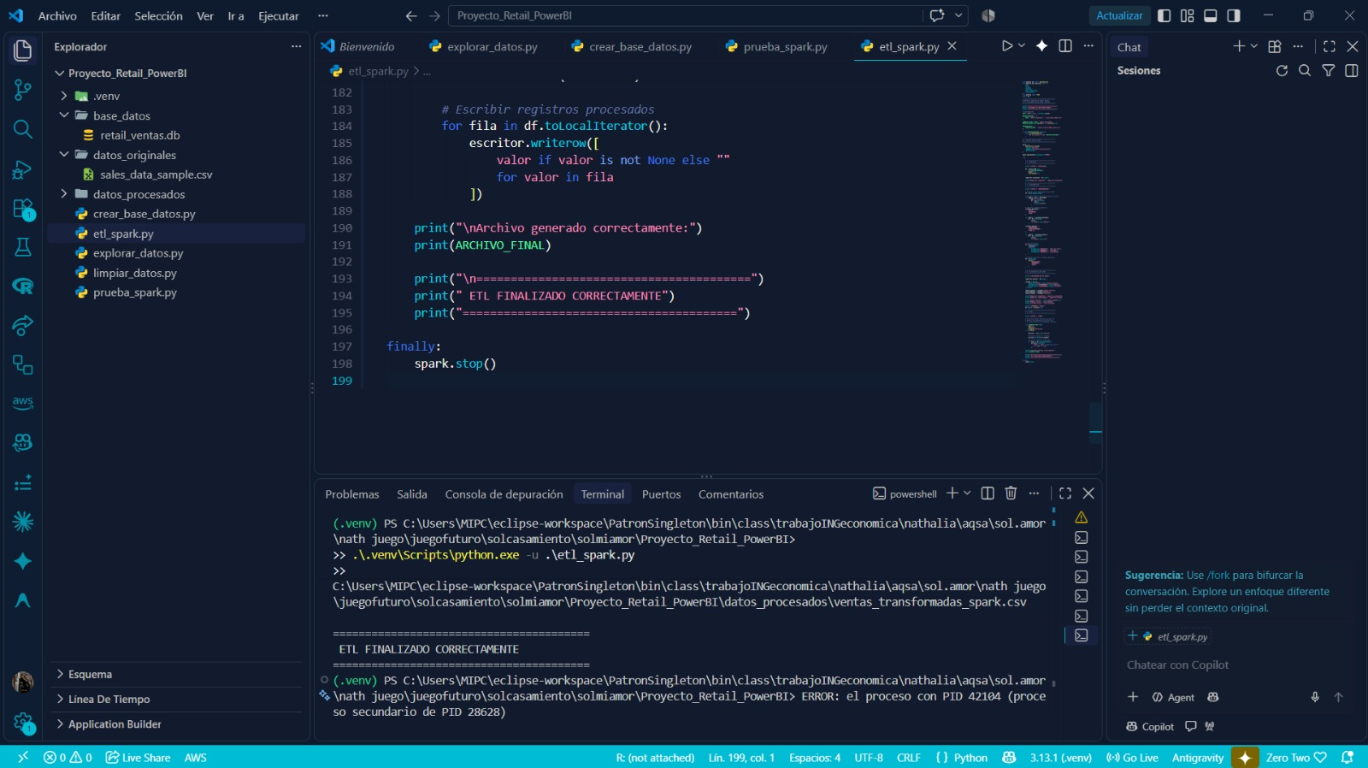 Archivo Editar Selección Ver Ir a Ejecutar ···
Proyecto_Retail_PowerBI
Actualizar
Explorador
Proyecto_Retail_PowerBI
.venv
base_datos
retail_ventas.db
datos_originales
sales_data_sample.csv
datos_procesados
crear_base_datos.py
etl_spark.py
explorar_datos.py
limpiar_datos.py
prueba_spark.py
Esquema
Línea De Tiempo
Application Builder
Bienvenido explorar_datos.py crear_base_datos.py prueba_spark.py etl_spark.py
etl_spark.py > ...
182
183 # Escribir registros procesados
184 for fila in df.toLocalIterator():
185 escritor.writerow([
186 valor if valor is not None else ""
187 for valor in fila
188 ])
189
190 print("\nArchivo generado correctamente:")
191 print(ARCHIVO_FINAL)
192
193 print("\n========================================")
194 print(" ETL FINALIZADO CORRECTAMENTE")
195 print("========================================")
196
197 finally:
198 spark.stop()
199
Problemas Salida Consola de depuración Terminal Puertos Comentarios
powershell
(.venv) PS C:\Users\MIPC\eclipse-workspace\PatronSingleton\bin\class\trabajoINGeconomica\nathalia\aqsa\sol.amor
\nath juego\juegofuturo\solcasamiento\solmiamor\Proyecto_Retail_PowerBI>
>> .\.venv\Scripts\python.exe -u .\etl_spark.py
>>
C:\Users\MIPC\eclipse-workspace\PatronSingleton\bin\class\trabajoINGeconomica\nathalia\aqsa\sol.amor\nath juego
\juegofuturo\solcasamiento\solmiamor\Proyecto_Retail_PowerBI\datos_procesados\ventas_transformadas_spark.csv
========================================
ETL FINALIZADO CORRECTAMENTE
========================================
(.venv) PS C:\Users\MIPC\eclipse-workspace\PatronSingleton\bin\class\trabajoINGeconomica\nathalia\aqsa\sol.amor
\nath juego\juegofuturo\solcasamiento\solmiamor\Proyecto_Retail_PowerBI> ERROR: el proceso con PID 42104 (proce
so secundario de PID 28628)
Chat
Sesiones
Sugerencia: Use /fork para bifurcar la
conversación. Explore un enfoque diferente
sin perder el contexto original.
etl_spark.py
Chatear con Copilot
Agent
Copilot
aws
0 0 Live Share AWS
R: (not attached) Lín. 199, col. 1 Espacios: 4 UTF-8 CRLF { } Python 3.13.1 (.venv) Go Live Antigravity Zero Two